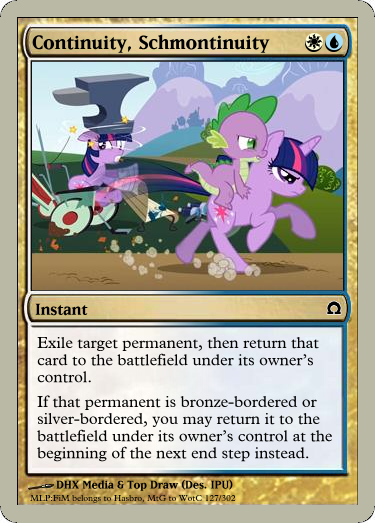 Continuity, Schmontinuity
Instant
Ω
Exile target permanent, then return that
card to the battlefield under its owner's
control.
If that permanent is bronze-bordered or
silver-bordered, you may return it to the
battlefield under its owner's control at the
beginning of the next end step instead.
DHX Media & Top Draw (Des. IPU)
MLP:FiM belongs to Hasbro, MtG to WotC 127/302